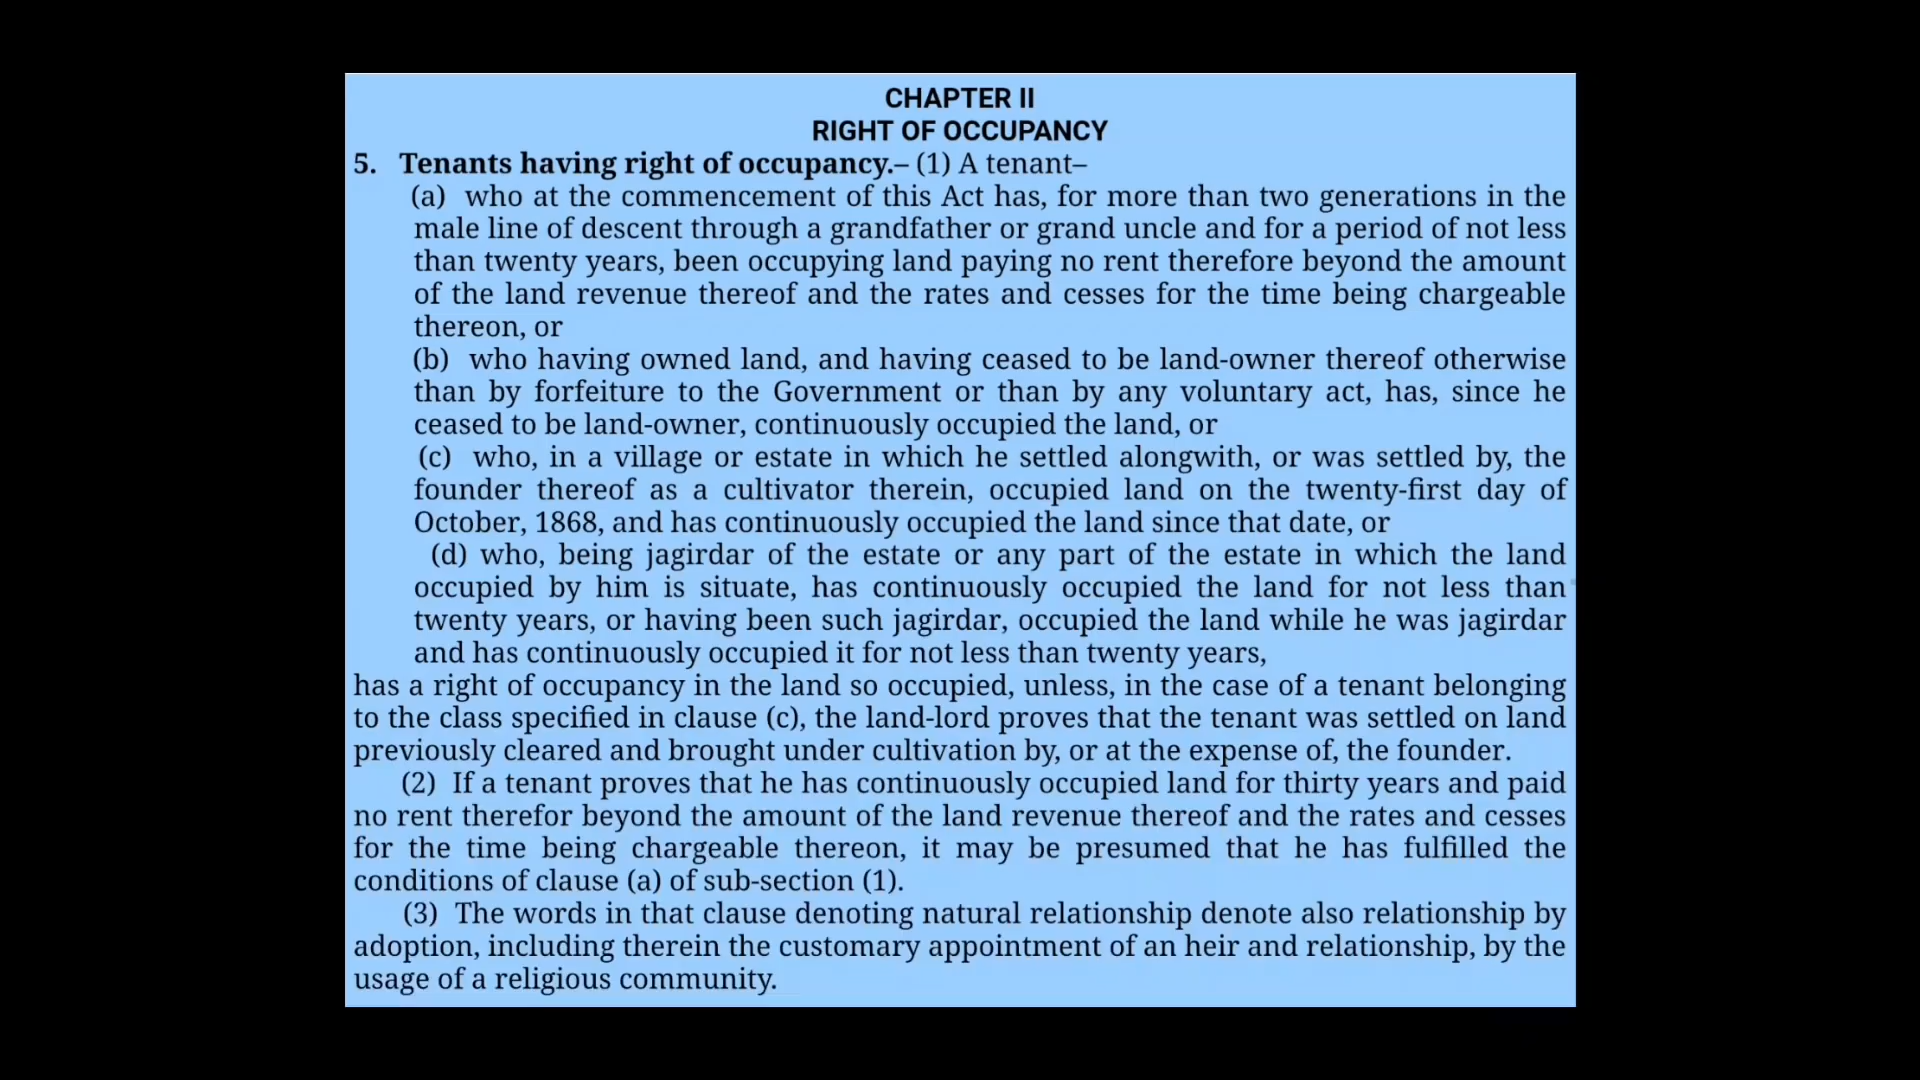 CHAPTER II
RIGHT OF OCCUPANCY
5. Tenants having right of occupancy.– (1) A tenant–
(a) who at the commencement of this Act has, for more than two generations in the
male line of descent through a grandfather or grand uncle and for a period of not less
than twenty years, been occupying land paying no rent therefore beyond the amount
of the land revenue thereof and the rates and cesses for the time being chargeable
thereon, or
(b) who having owned land, and having ceased to be land-owner thereof otherwise
than by forfeiture to the Government or than by any voluntary act, has, since he
ceased to be land-owner, continuously occupied the land, or
(c) who, in a village or estate in which he settled alongwith, or was settled by, the
founder thereof as a cultivator therein, occupied land on the twenty-first day of
October, 1868, and has continuously occupied the land since that date, or
(d) who, being jagirdar of the estate or any part of the estate in which the land
occupied by him is situate, has continuously occupied the land for not less than
twenty years, or having been such jagirdar, occupied the land while he was jagirdar
and has continuously occupied it for not less than twenty years,
has a right of occupancy in the land so occupied, unless, in the case of a tenant belonging
to the class specified in clause (c), the land-lord proves that the tenant was settled on land
previously cleared and brought under cultivation by, or at the expense of, the founder.
(2) If a tenant proves that he has continuously occupied land for thirty years and paid
no rent therefor beyond the amount of the land revenue thereof and the rates and cesses
for the time being chargeable thereon, it may be presumed that he has fulfilled the
conditions of clause (a) of sub-section (1).
(3) The words in that clause denoting natural relationship denote also relationship by
adoption, including therein the customary appointment of an heir and relationship, by the
usage of a religious community.